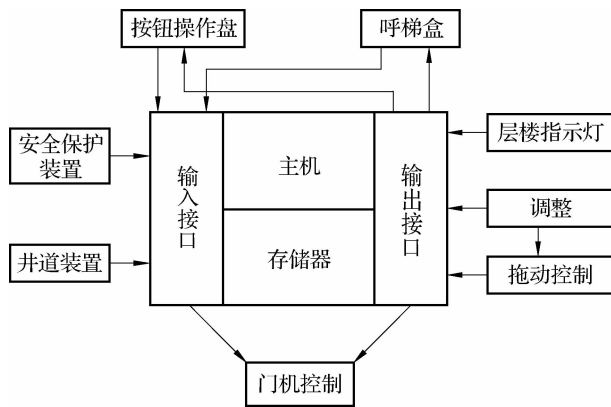 按钮操作盘
呼梯盒
安全保护
装置
输入接口
主机
输出接口
层楼指示灯
调整
井道装置
存储器
拖动控制
门机控制